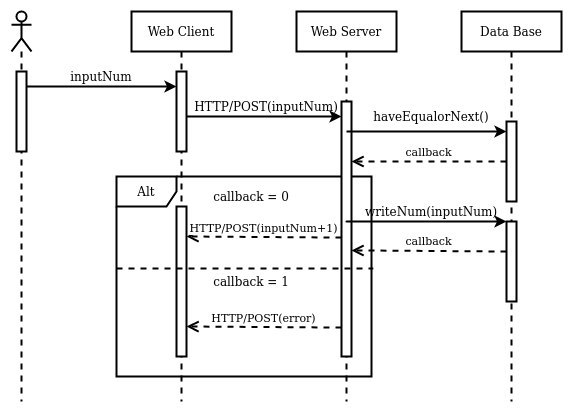 Web Client
Web Server
Data Base
inputNum
HTTP/POST(inputNum)
haveEqualorNext()
callback
Alt
callback = 0
writeNum(inputNum)
HTTP/POST(inputNum+1)
callback
callback = 1
HTTP/POST(error)